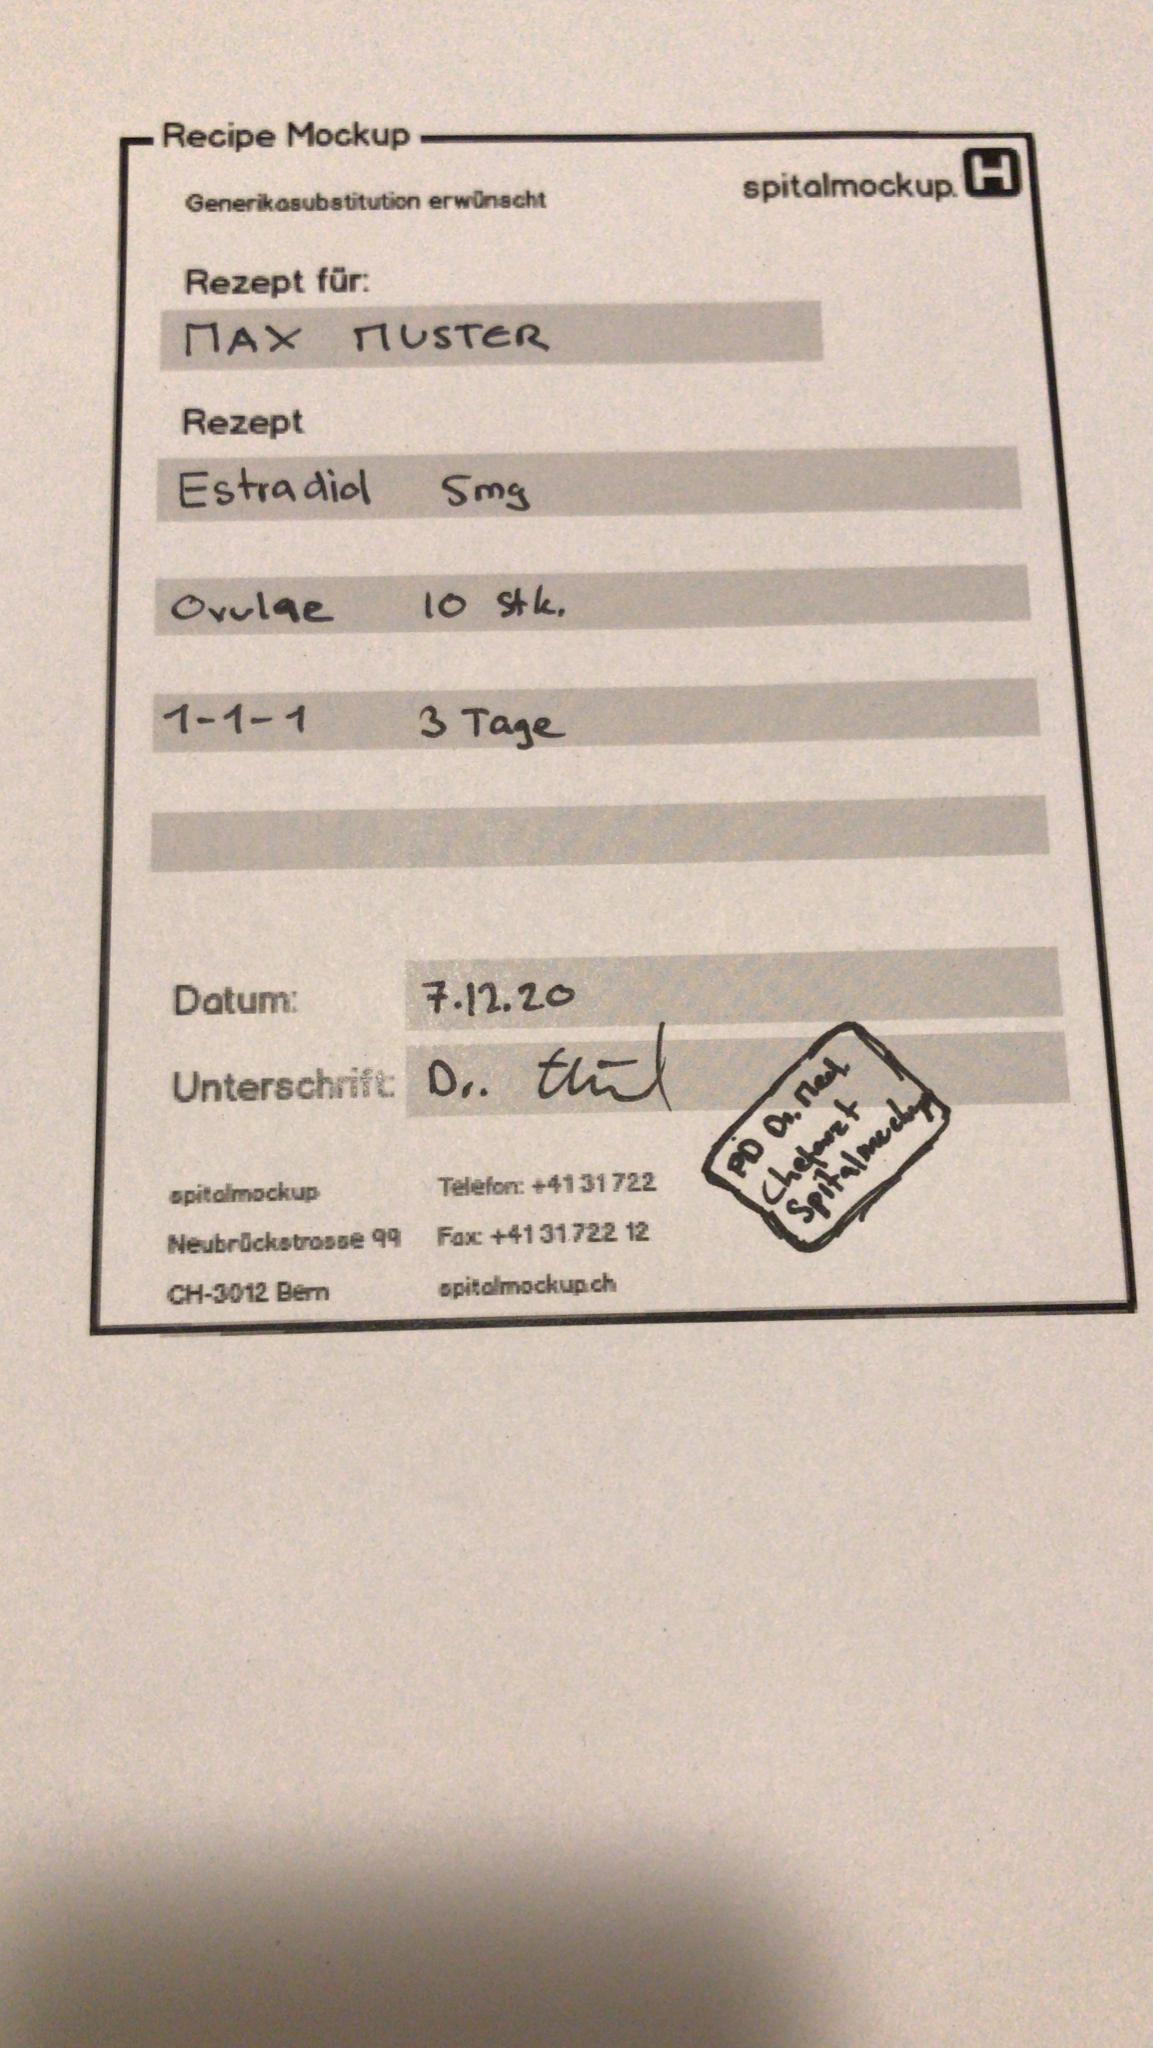 Recipe Mockup
Generikasubstitution erwünscht
spitalmockup. H
Rezept für:
MAX MUSTER
Rezept
Estradiol 5mg
Ovulae 10 stk.
1-1-1 3 Tage
Datum: 7.12.20
Unterschrift: Dr.
PD Dr. Med
Chefarzt
Spitalmockup
spitalmockup Telefon: +41 31 722
Neubrückstrasse 99 Fax: +41 31 722 12
CH-3012 Bern spitalmockup.ch